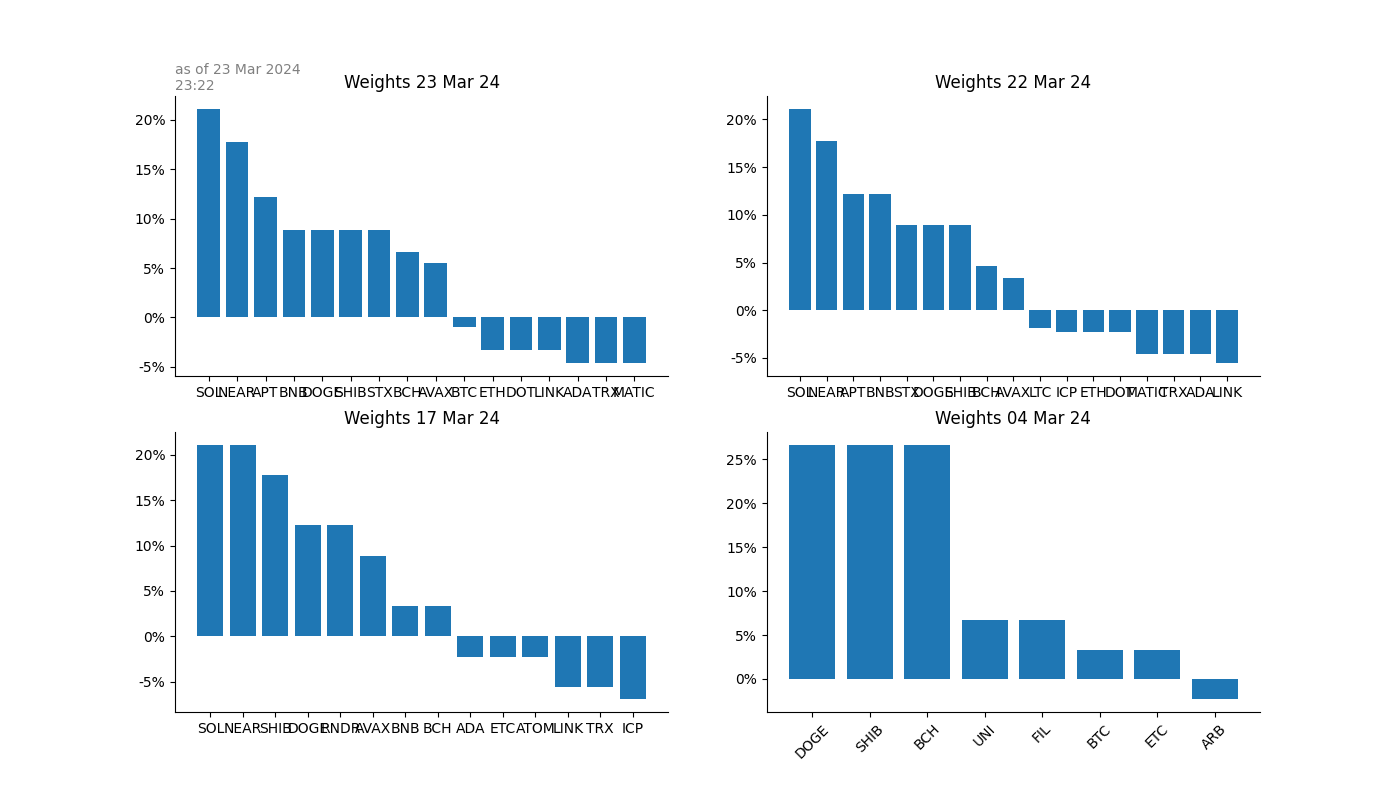 as of 23 Mar 2024
23:22
Weights 23 Mar 24
20%
15%
10%
5%
0%
-5%
SOL NEAR APT BNB DOGE SHIB STX BCH AVAX BTC ETH DOT LINK ADA TRX MATIC
Weights 22 Mar 24
20%
15%
10%
5%
0%
-5%
SOL NEAR APT BNB STX DOGE SHIB BCH AVAX LTC ICP ETH DOT MATIC TRX ADA LINK
Weights 17 Mar 24
20%
15%
10%
5%
0%
-5%
SOL NEAR SHIB DOGE RNDR AVAX BNB BCH ADA ETC ATOM LINK TRX ICP
Weights 04 Mar 24
25%
20%
15%
10%
5%
0%
DOGE SHIB BCH UNI FIL BTC ETC ARB